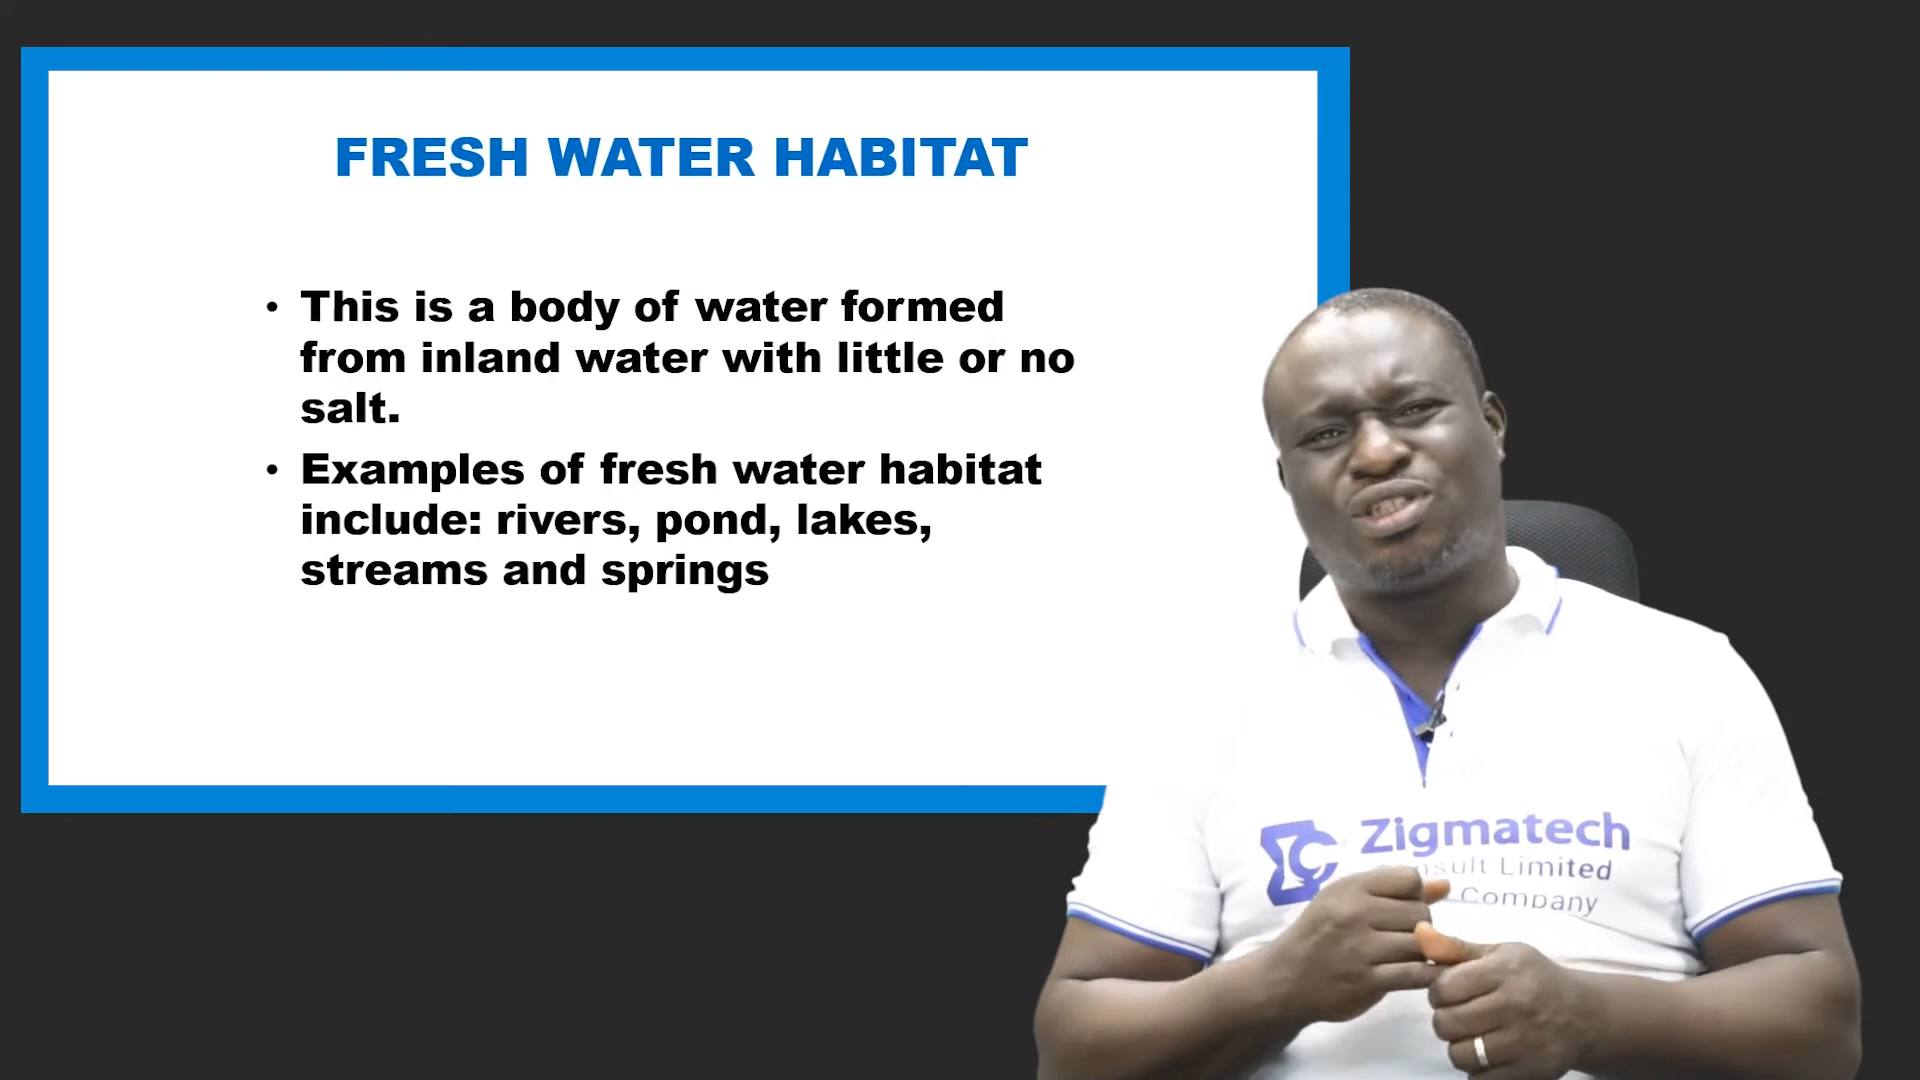 FRESH WATER HABITAT
• This is a body of water formed
from inland water with little or no
salt.
• Examples of fresh water habitat
include: rivers, pond, lakes,
streams and springs
Zigmatech
Limited
Company